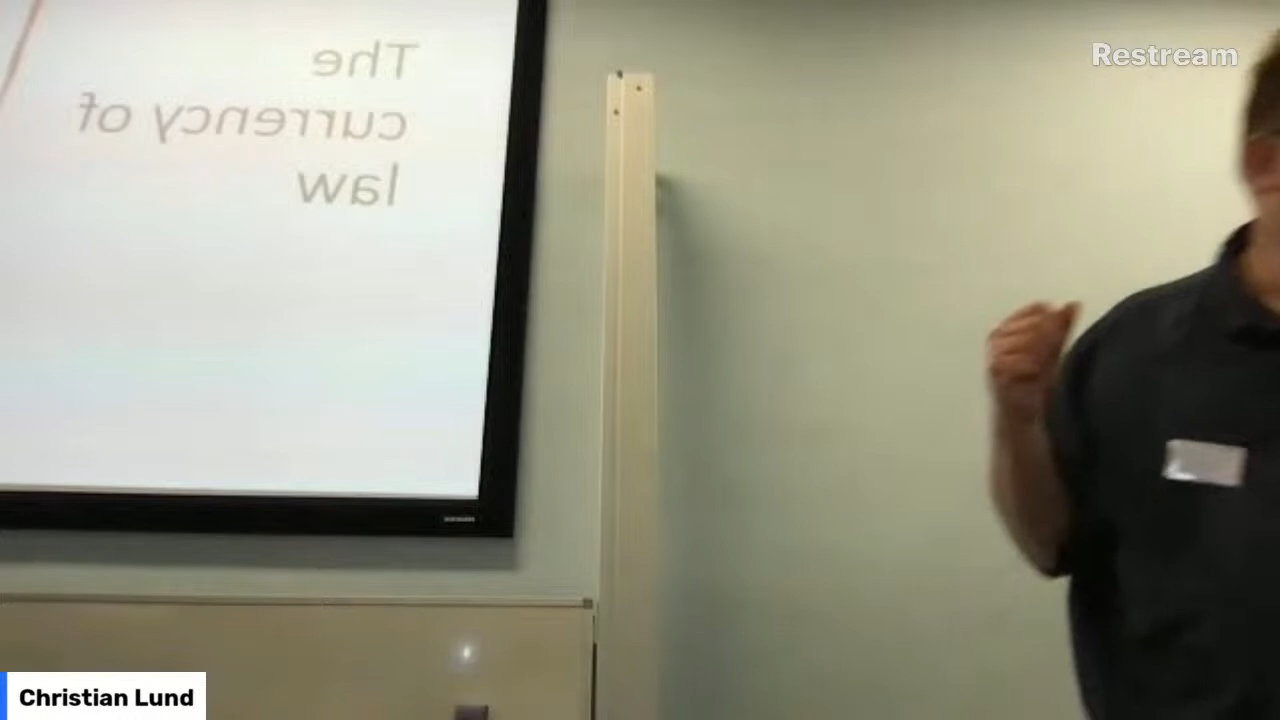 Restream
The
currency of
law
Christian Lund